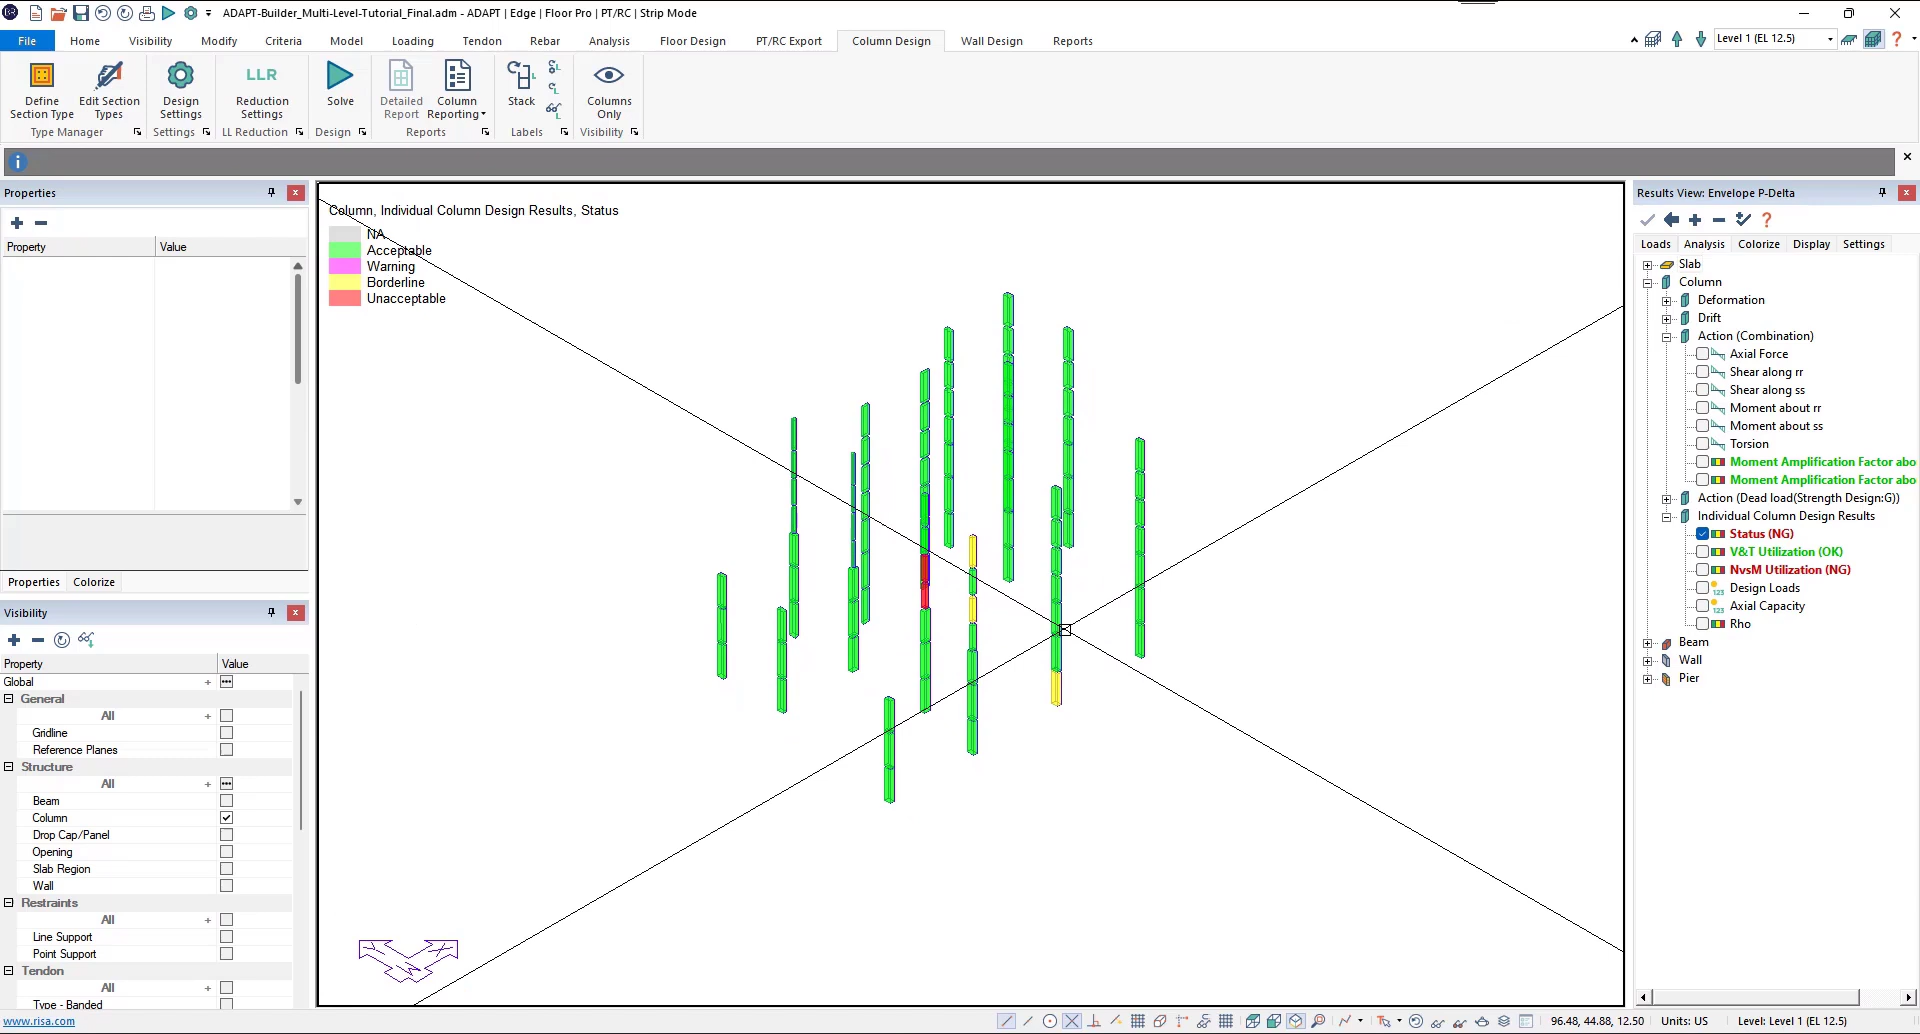 ADAPT-Builder_Multi-Level-Tutorial_Final.adm - ADAPT | Edge | Floor Pro | PT/RC | Strip Mode
File Home Visibility Modify Criteria Model Loading Tendon Rebar Analysis Floor Design PT/RC Export Column Design Wall Design Reports
Level 1 (EL 12.5)
Define Section Type
Edit Section Types
Type Manager
Design Settings
Settings
LLR
Reduction Settings
LL Reduction
Solve
Design
Detailed Report
Column Reporting
Reports
Stack
Labels
Columns Only
Visibility
Properties
Property Value
Properties Colorize
Visibility
Property Value
Global
General
All
Gridline
Reference Planes
Structure
All
Beam
Column
Drop Cap/Panel
Opening
Slab Region
Wall
Restraints
All
Line Support
Point Support
Tendon
All
Type - Banded
Column, Individual Column Design Results, Status
NA
Acceptable
Warning
Borderline
Unacceptable
Results View: Envelope P-Delta
Loads Analysis Colorize Display Settings
Slab
Column
Deformation
Drift
Action (Combination)
Axial Force
Shear along rr
Shear along ss
Moment about rr
Moment about ss
Torsion
Moment Amplification Factor abo
Moment Amplification Factor abo
Action (Dead load(Strength Design:G))
Individual Column Design Results
Status (NG)
V&T Utilization (OK)
NvsM Utilization (NG)
Design Loads
Axial Capacity
Rho
Beam
Wall
Pier
www.risa.com
96.48, 44.88, 12.50 Units: US Level: Level 1 (EL 12.5)